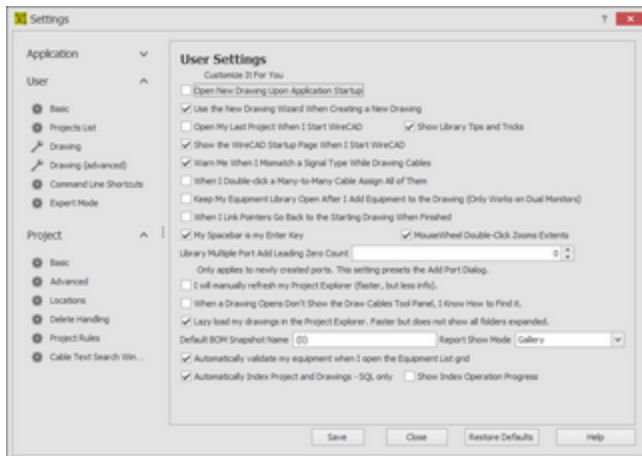 Settings
?
Application
User
Basic
Projects List
Drawing
Drawing (advanced)
Command Line Shortcuts
Expert Mode
Project
Basic
Advanced
Locations
Delete Handling
Project Rules
Cable Text Search Win...
User Settings
Customize It For You
Open New Drawing Upon Application Startup
Use the New Drawing Wizard When Creating a New Drawing
Open My Last Project When I Start WireCAD Show Library Tips and Tricks
Show the WireCAD Startup Page When I Start WireCAD
Warn Me When I Mismatch a Signal Type While Drawing Cables
When I Double-click a Many-to-Many Cable Assign All of Them
Keep My Equipment Library Open After I Add Equipment to the Drawing (Only Works on Dual Monitors)
When I Link Pointers Go Back to the Starting Drawing When Finished
My Spacebar is my Enter Key MouseWheel Double-Click Zooms Extents
Library Multiple Port Add Leading Zero Count 0
Only applies to newly created ports. This setting presets the Add Port Dialog.
I will manually refresh my Project Explorer (faster, but less info).
When a Drawing Opens Don't Show the Draw Cables Tool Panel, I Know How to Find it.
Lazy load my drawings in the Project Explorer. Faster but does not show all folders expanded.
Default BOM Snapshot Name Report Show Mode Gallery
Automatically validate my equipment when I open the Equipment List grid
Automatically Index Project and Drawings - SQL only Show Index Operation Progress
Save Close Restore Defaults Help